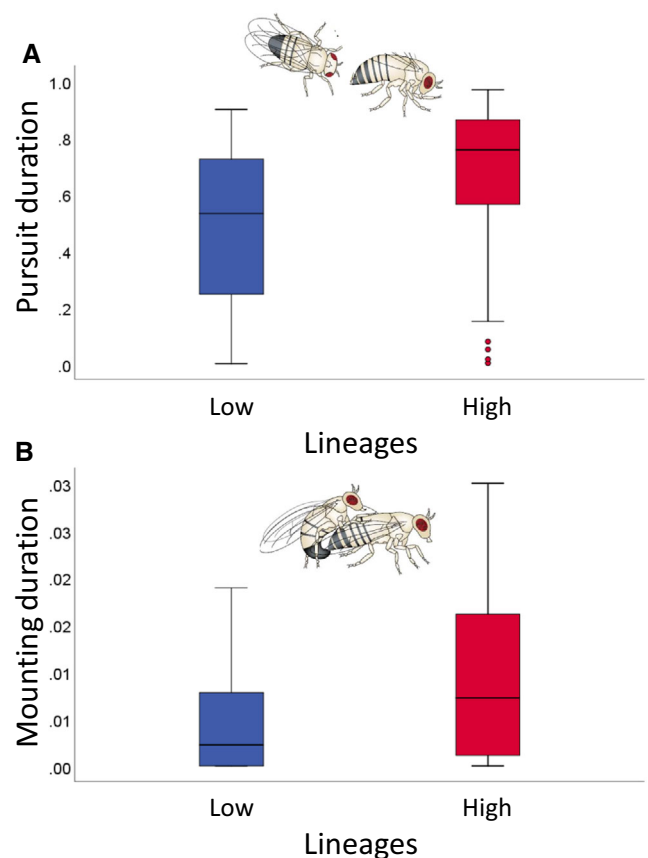 A
Pursuit duration
1.0
.8
.6
.4
.2
.0
Low High
Lineages
B
Mounting duration
.03
.03
.02
.02
.01
.01
.00
Low High
Lineages